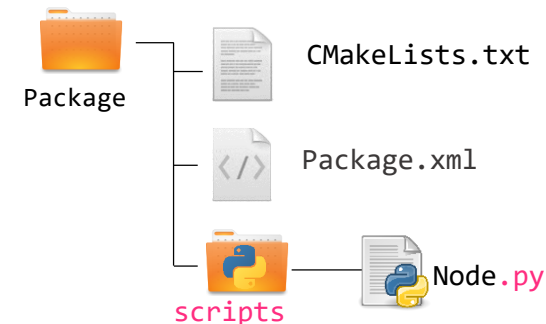 CMakeLists.txt
Package
Package.xml
Node.py
scripts